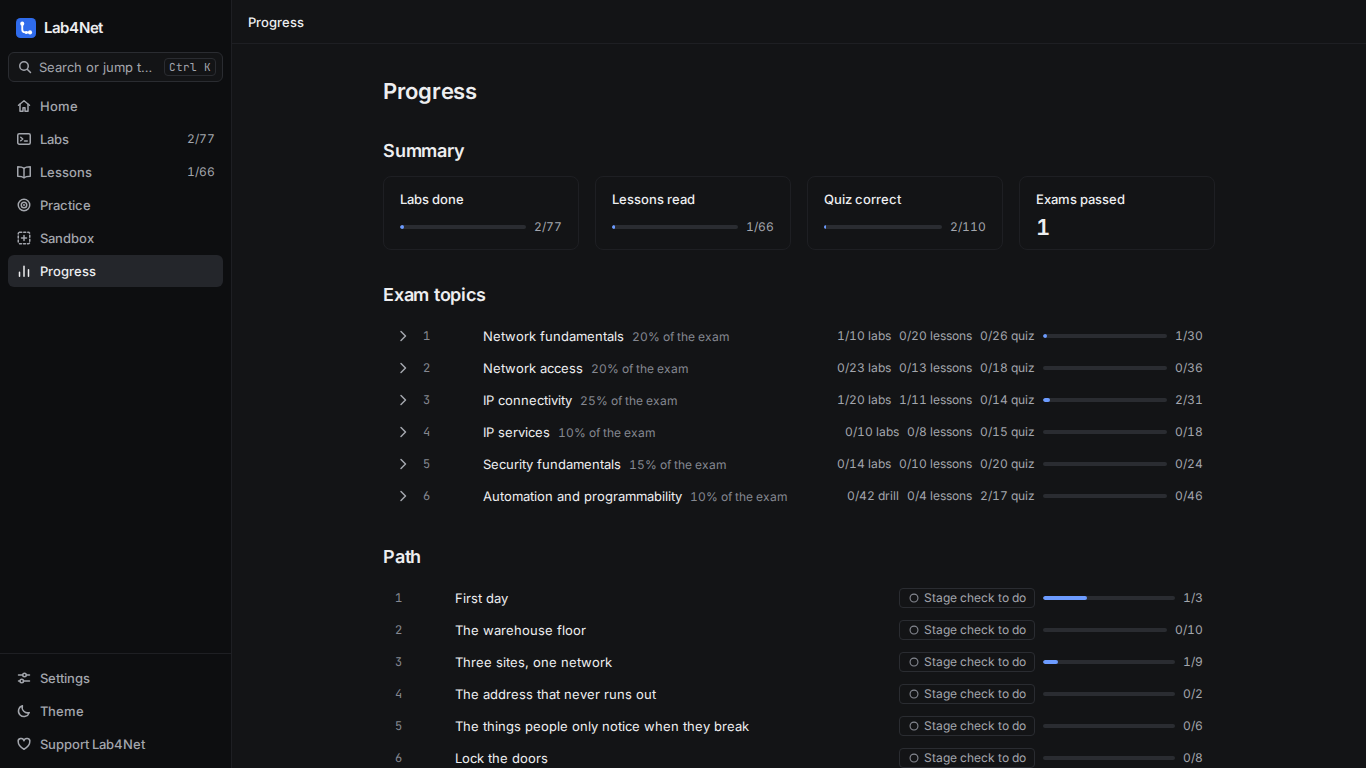 Lab4Net
Search or jump t... Ctrl K
Home
Labs 2/77
Lessons 1/66
Practice
Sandbox
Progress
Settings
Theme
Support Lab4Net
Progress
Progress
Summary
Labs done
2/77
Lessons read
1/66
Quiz correct
2/110
Exams passed
1
Exam topics
1 Network fundamentals 20% of the exam 1/10 labs 0/20 lessons 0/26 quiz 1/30
2 Network access 20% of the exam 0/23 labs 0/13 lessons 0/18 quiz 0/36
3 IP connectivity 25% of the exam 1/20 labs 1/11 lessons 0/14 quiz 2/31
4 IP services 10% of the exam 0/10 labs 0/8 lessons 0/15 quiz 0/18
5 Security fundamentals 15% of the exam 0/14 labs 0/10 lessons 0/20 quiz 0/24
6 Automation and programmability 10% of the exam 0/42 drill 0/4 lessons 2/17 quiz 0/46
Path
1 First day Stage check to do 1/3
2 The warehouse floor Stage check to do 0/10
3 Three sites, one network Stage check to do 1/9
4 The address that never runs out Stage check to do 0/2
5 The things people only notice when they break Stage check to do 0/6
6 Lock the doors Stage check to do 0/8